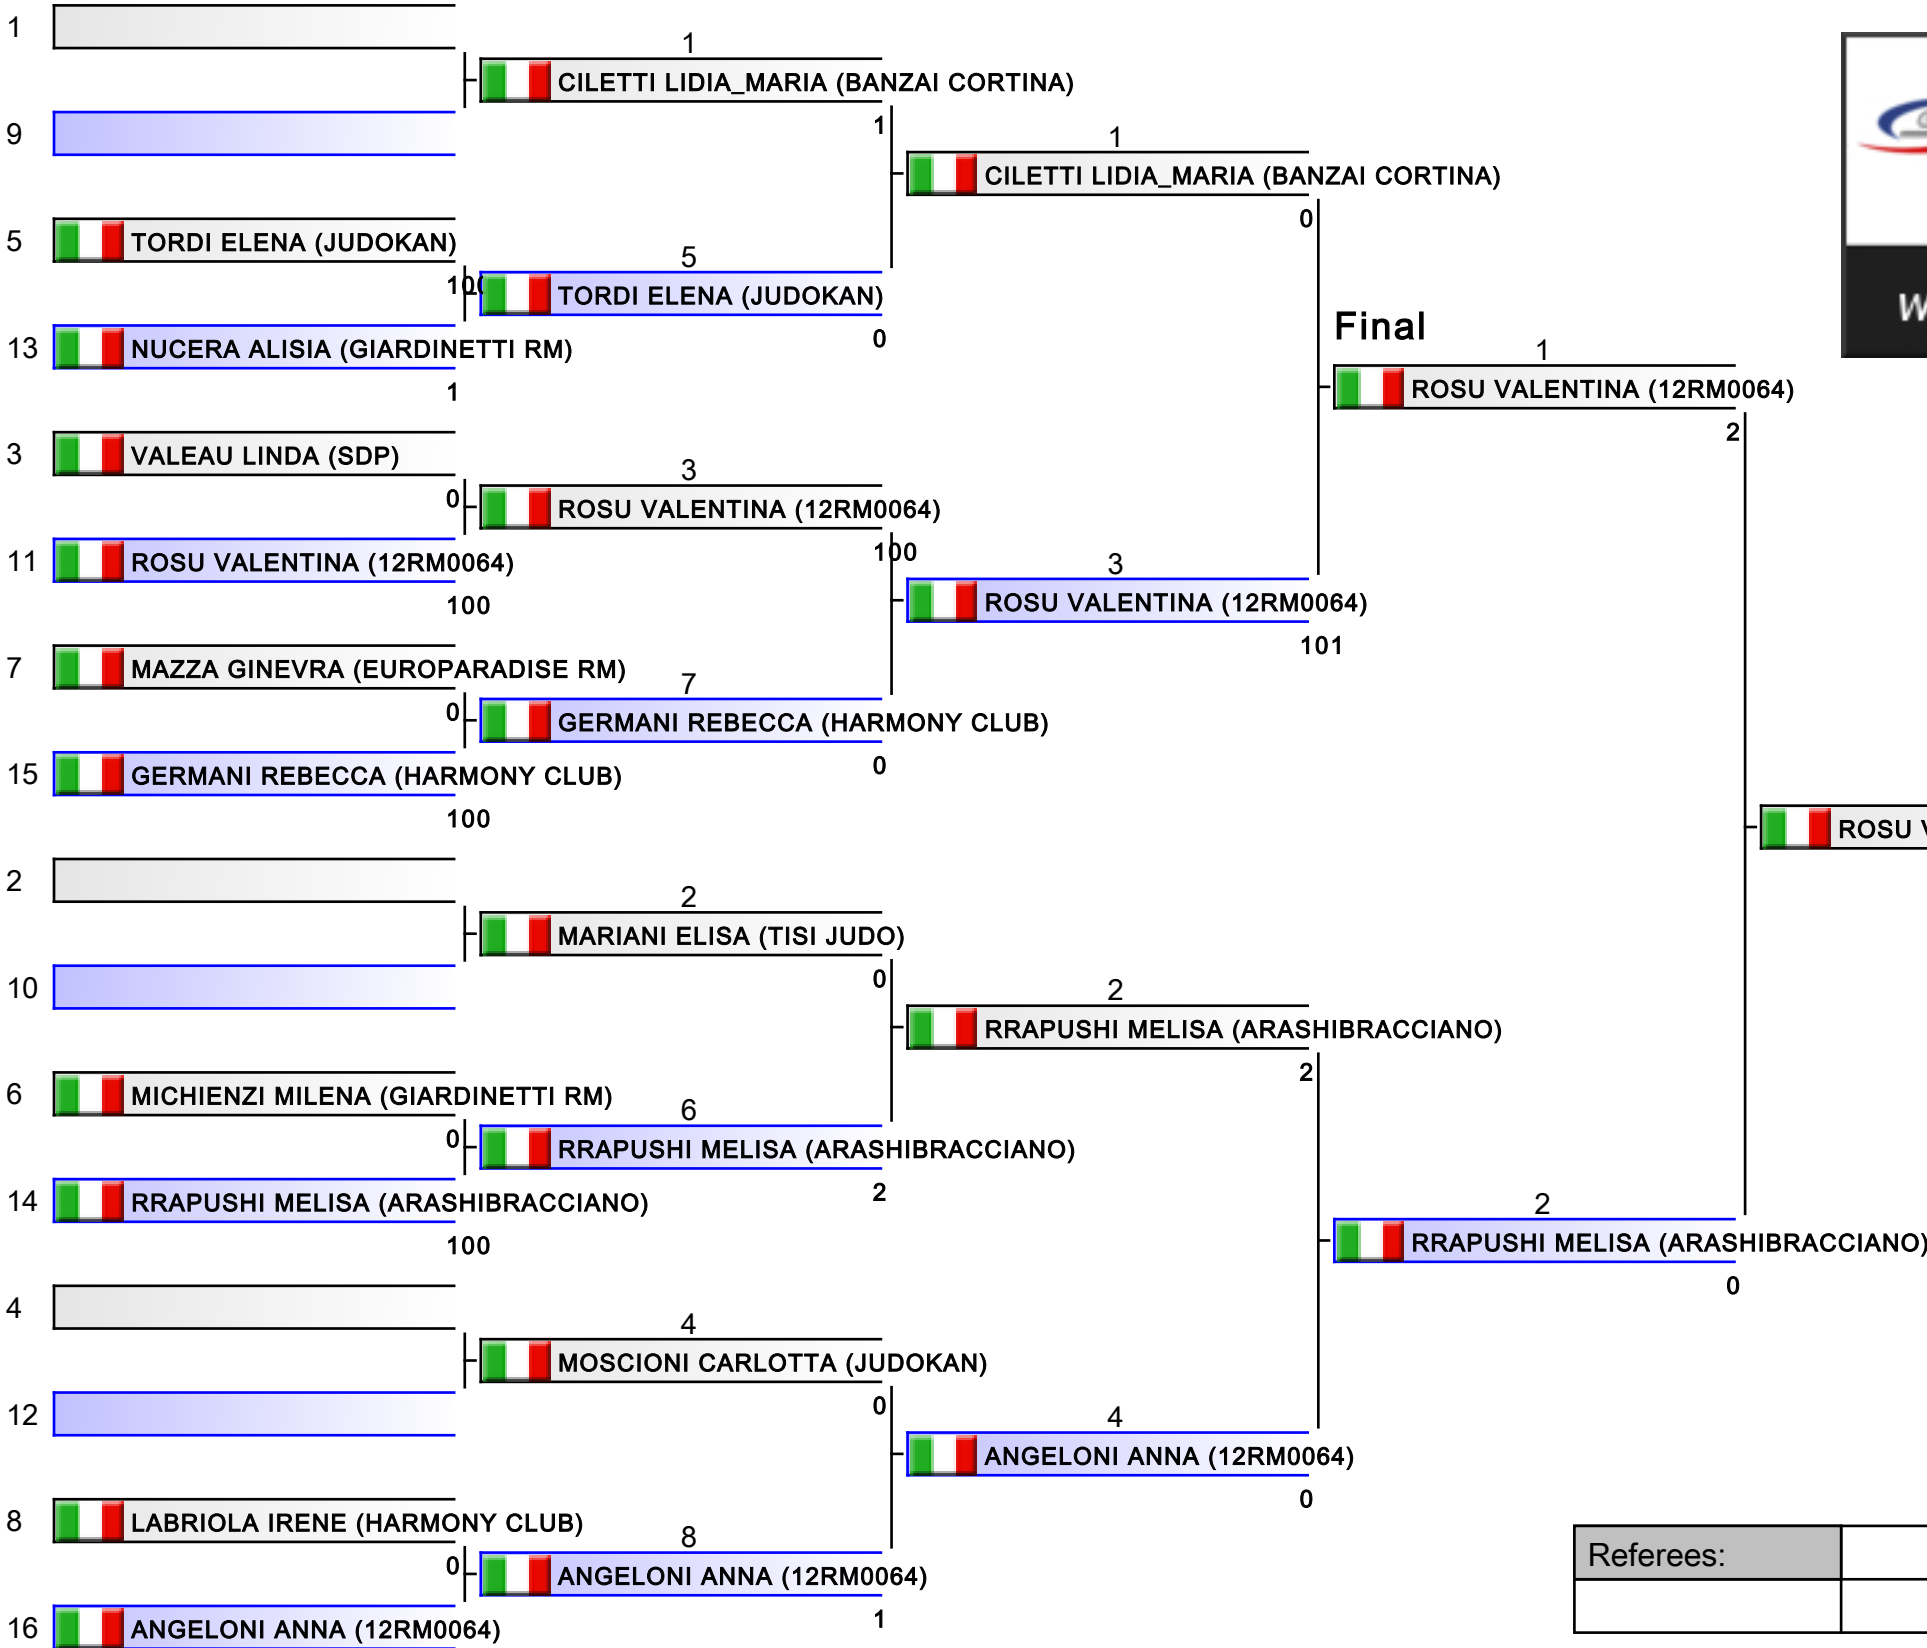 1
9
5 TORDI ELENA (JUDOKAN)
100
13 NUCERA ALISIA (GIARDINETTI RM)
1
3 VALEAU LINDA (SDP)
0
11 ROSU VALENTINA (12RM0064)
100
7 MAZZA GINEVRA (EUROPARADISE RM)
0
15 GERMANI REBECCA (HARMONY CLUB)
100
2
10
6 MICHIENZI MILENA (GIARDINETTI RM)
0
14 RRAPUSHI MELISA (ARASHIBRACCIANO)
100
4
12
8 LABRIOLA IRENE (HARMONY CLUB)
0
16 ANGELONI ANNA (12RM0064)
1
CILETTI LIDIA_MARIA (BANZAI CORTINA)
1
5
TORDI ELENA (JUDOKAN)
0
3
ROSU VALENTINA (12RM0064)
100
7
GERMANI REBECCA (HARMONY CLUB)
0
2
MARIANI ELISA (TISI JUDO)
0
6
RRAPUSHI MELISA (ARASHIBRACCIANO)
2
4
MOSCIONI CARLOTTA (JUDOKAN)
0
8
ANGELONI ANNA (12RM0064)
1
1
CILETTI LIDIA_MARIA (BANZAI CORTINA)
0
3
ROSU VALENTINA (12RM0064)
101
2
RRAPUSHI MELISA (ARASHIBRACCIANO)
2
4
ANGELONI ANNA (12RM0064)
0
Final
1
ROSU VALENTINA (12RM0064)
2
2
RRAPUSHI MELISA (ARASHIBRACCIANO)
0
ROSU
Referees: